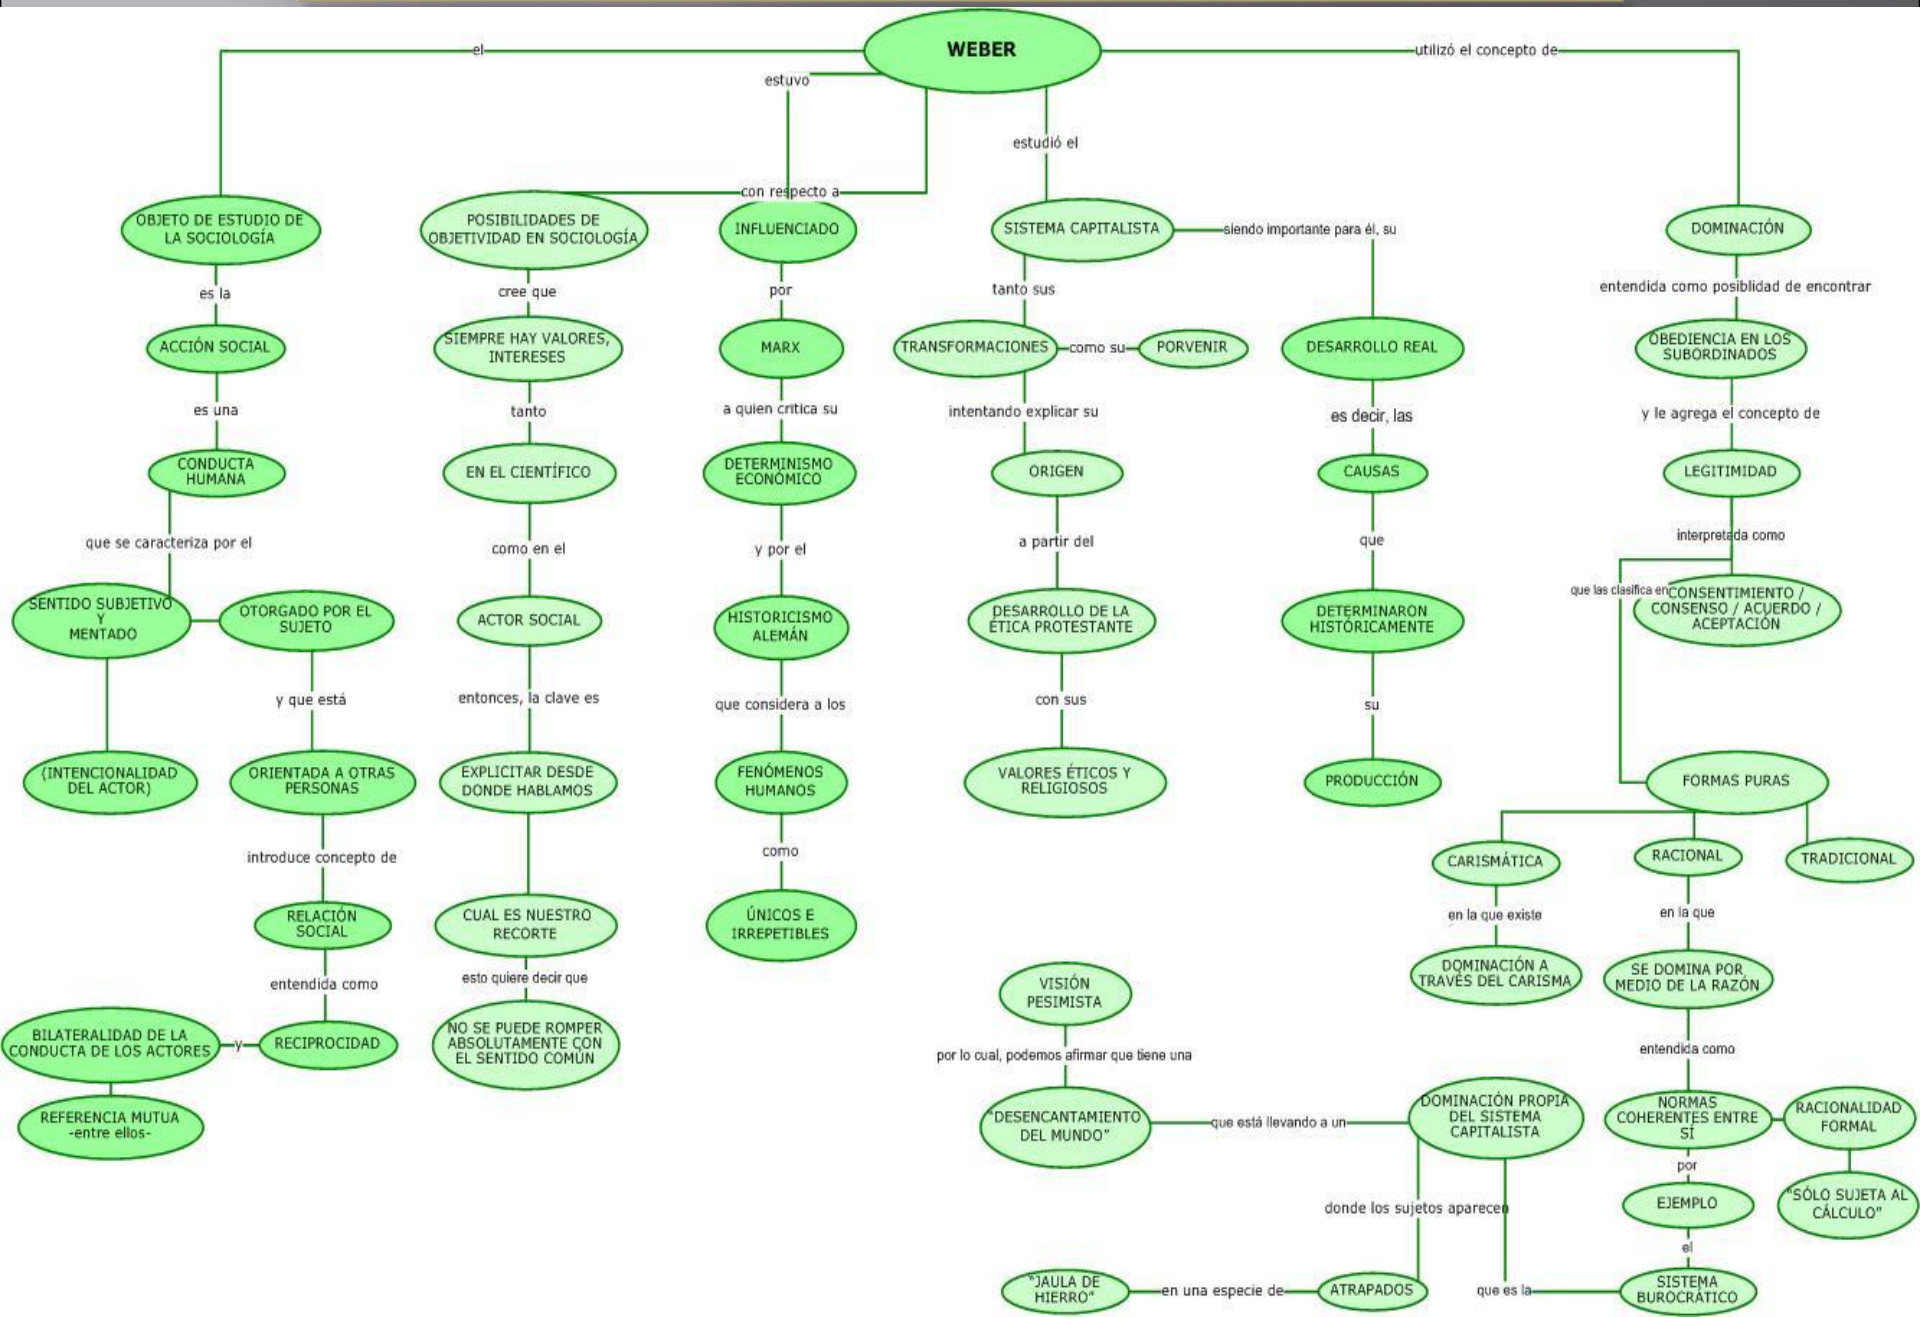 WEBER
el
utilizó el concepto de
estuvo
estudió el
con respecto a
OBJETO DE ESTUDIO DE
LA SOCIOLOGÍA
es la
ACCIÓN SOCIAL
es una
CONDUCTA
HUMANA
que se caracteriza por el
SENTIDO SUBJETIVO
Y
MENTADO
OTORGADO POR EL
SUJETO
(INTENCIONALIDAD
DEL ACTOR)
y que está
ORIENTADA A OTRAS
PERSONAS
introduce concepto de
RELACIÓN
SOCIAL
entendida como
RECIPROCIDAD
y
BILATERALIDAD DE LA
CONDUCTA DE LOS ACTORES
REFERENCIA MUTUA
-entre ellos-
POSIBILIDADES DE
OBJETIVIDAD EN SOCIOLOGÍA
cree que
SIEMPRE HAY VALORES,
INTERESES
tanto
EN EL CIENTÍFICO
como en el
ACTOR SOCIAL
entonces, la clave es
EXPLICITAR DESDE
DONDE HABLAMOS
CUAL ES NUESTRO
RECORTE
esto quiere decir que
NO SE PUEDE ROMPER
ABSOLUTAMENTE CON
EL SENTIDO COMÚN
INFLUENCIADO
por
MARX
a quien critica su
DETERMINISMO
ECONÓMICO
y por el
HISTORICISMO
ALEMÁN
que considera a los
FENÓMENOS
HUMANOS
como
ÚNICOS E
IRREPETIBLES
SISTEMA CAPITALISTA
siendo importante para él, su
tanto sus
TRANSFORMACIONES
como su
PORVENIR
intentando explicar su
ORIGEN
a partir del
DESARROLLO DE LA
ÉTICA PROTESTANTE
con sus
VALORES ÉTICOS Y
RELIGIOSOS
DESARROLLO REAL
es decir, las
CAUSAS
que
DETERMINARON
HISTÓRICAMENTE
su
PRODUCCIÓN
DOMINACIÓN
entendida como posiblidad de encontrar
OBEDIENCIA EN LOS
SUBORDINADOS
y le agrega el concepto de
LEGITIMIDAD
interpretada como
que las clasifica en
CONSENTIMIENTO /
CONSENSO / ACUERDO /
ACEPTACIÓN
FORMAS PURAS
CARISMÁTICA
RACIONAL
TRADICIONAL
en la que existe
DOMINACIÓN A
TRAVÉS DEL CARISMA
en la que
SE DOMINA POR
MEDIO DE LA RAZÓN
entendida como
NORMAS
COHERENTES ENTRE
SÍ
RACIONALIDAD
FORMAL
"SÓLO SUJETA AL
CÁLCULO"
por
EJEMPLO
el
SISTEMA
BUROCRÁTICO
que es la
DOMINACIÓN PROPIA
DEL SISTEMA
CAPITALISTA
donde los sujetos aparecen
ATRAPADOS
en una especie de
"JAULA DE
HIERRO"
que está llevando a un
"DESENCANTAMIENTO
DEL MUNDO"
por lo cual, podemos afirmar que tiene una
VISIÓN
PESIMISTA